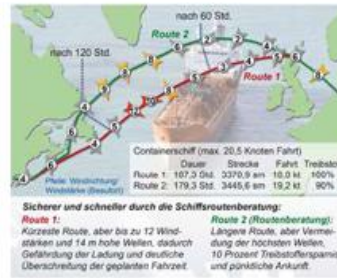 nach 60 Std.
Route 2
nach 120 Std.
Route 1
Containerschiff (max. 20,5 Knoten Fahrt)
Dauer Strecke Fahrt Treibsto
Route 1: 3370,9 sm 100%
Route 2: 179,3 Std. 3445,6 sm 19,2 kt 90%
Pfeile: Windrichtung
Windstärke (Beaufort)
Sicherer und schneller durch die Schiffsroutenberatung:
Route 1:
Kürzeste Route, aber bis zu 12 Wind-
stärken und 14 m hohe Wellen, dadurch
Gefährdung der Ladung und deutliche
Überschreitung der geplanten Fahrzeit.
Route 2 (Routenberatung):
Längere Route, aber Vermei-
dung der höchsten Wellen,
10 Prozent Treibstoffersparni
und pünktliche Ankunft.